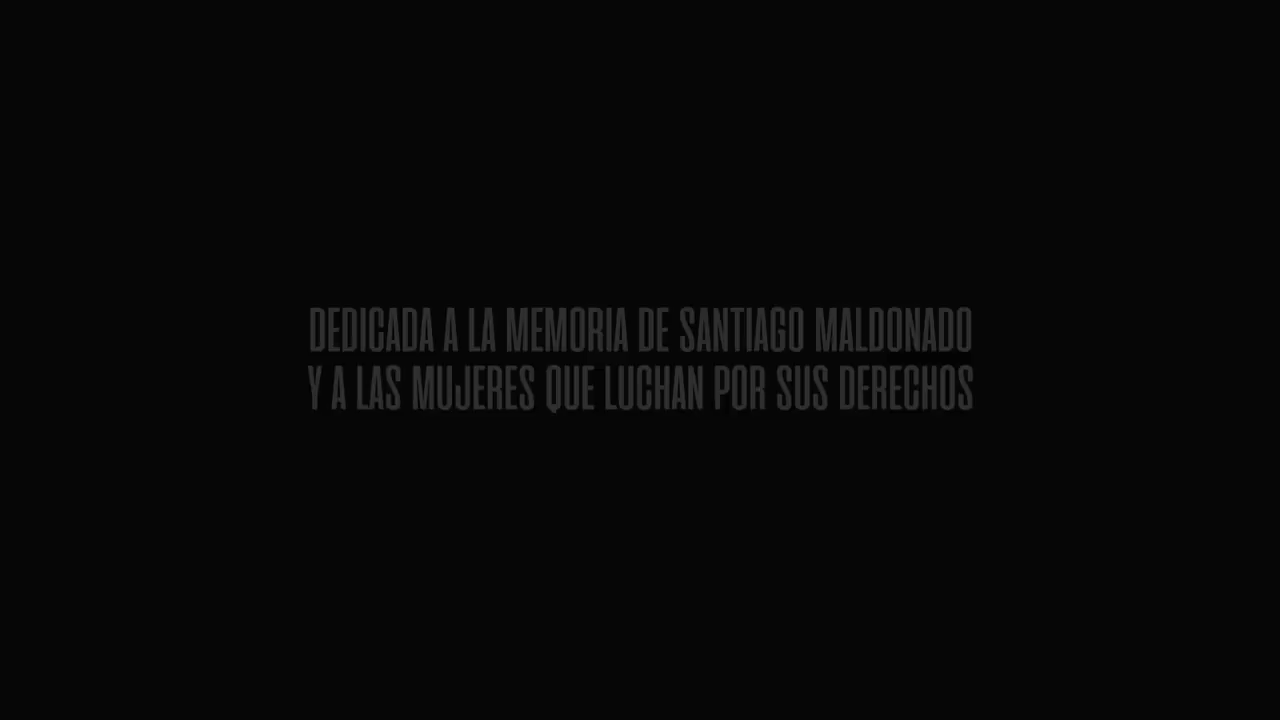 DEDICADA A LA MEMORIA DE SANTIAGO MALDONADO
Y A LAS MUJERES QUE LUCHAN POR SUS DERECHOS